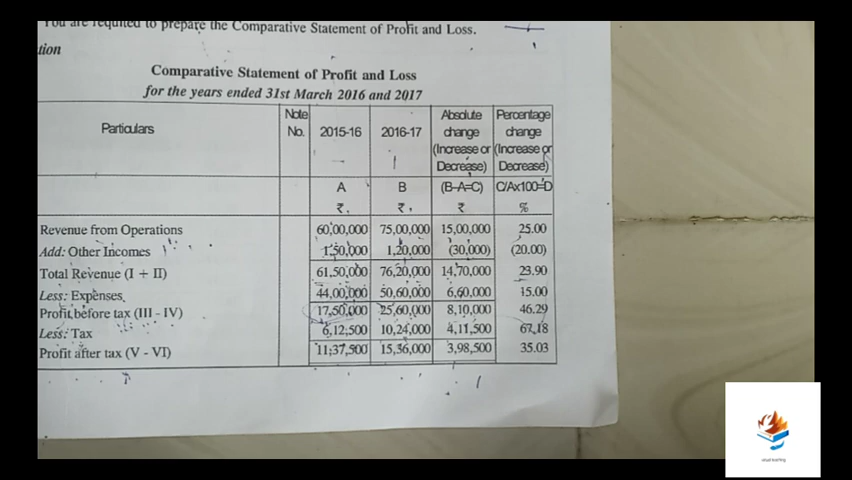 You are required to prepare the Comparative Statement of Profit and Loss.
tion
Comparative Statement of Profit and Loss
for the years ended 31st March 2016 and 2017
Particulars Note No. 2015-16 2016-17 Absolute change (Increase or Decrease) Percentage change (Increase or Decrease)
A B (B–A=C) C/Ax100=D
₹ ₹ ₹ %
Revenue from Operations 60,00,000 75,00,000 15,00,000 25.00
Add: Other Incomes 1,50,000 1,20,000 (30,000) (20.00)
Total Revenue (I + II) 61,50,000 76,20,000 14,70,000 23.90
Less: Expenses 44,00,000 50,60,000 6,60,000 15.00
Profit before tax (III - IV) 17,50,000 25,60,000 8,10,000 46.29
Less: Tax 6,12,500 10,24,000 4,11,500 67.18
Profit after tax (V - VI) 11,37,500 15,36,000 3,98,500 35.03